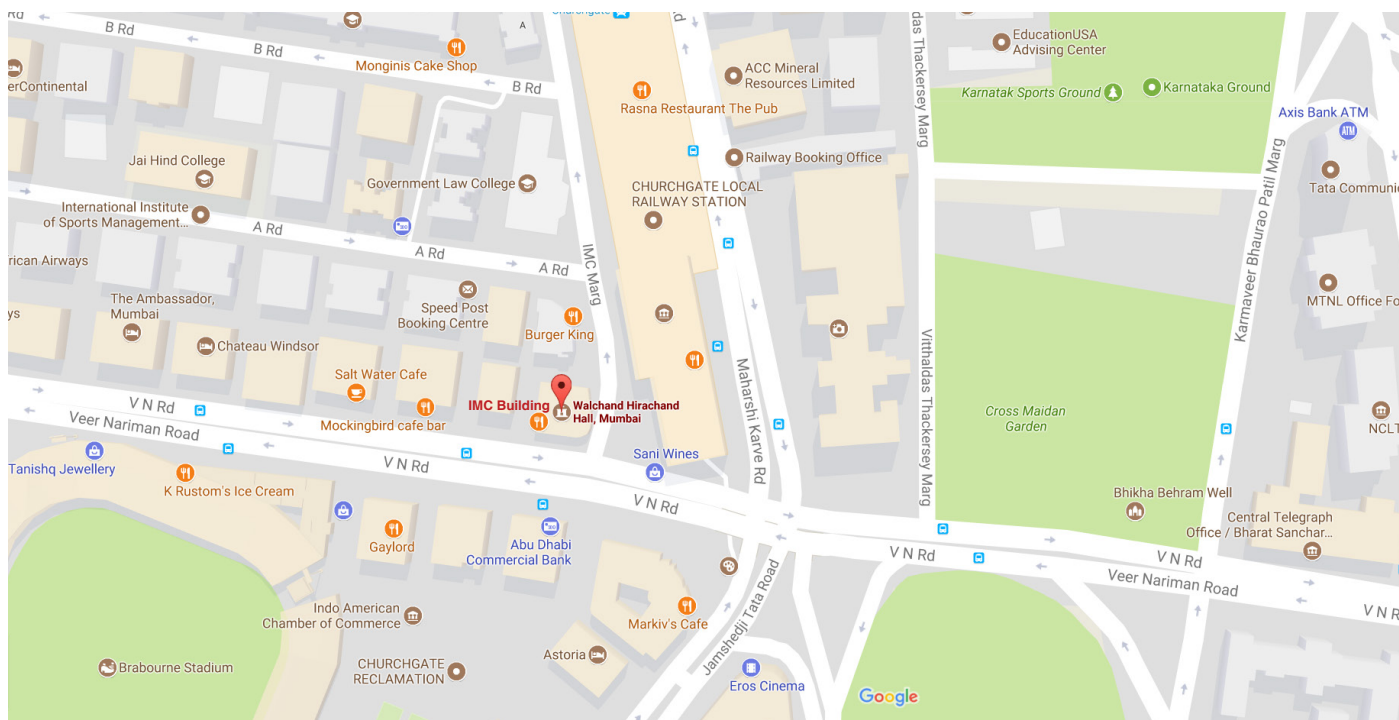 Churchgate
B Rd
B Rd
B Rd
A
Monginis Cake Shop
erContinental
Rasna Restaurant The Pub
ACC Mineral
Resources Limited
das Thackersey Marg
EducationUSA
Advising Center
Karnatak Sports Ground
Karnataka Ground
Axis Bank ATM
ATM
Jai Hind College
Government Law College
Railway Booking Office
CHURCHGATE LOCAL
RAILWAY STATION
Tata Communic
International Institute
of Sports Management...
A Rd
A Rd
A Rd
IMC Marg
Karmaveer Bhaurao Patil Marg
rican Airways
ys
The Ambassador,
Mumbai
Speed Post
Booking Centre
Burger King
MTNL Office Fo
Chateau Windsor
Salt Water Cafe
Mockingbird cafe bar
IMC Building
Walchand Hirachand
Hall, Mumbai
Maharshi Karve Rd
Vitthaldas Thackersey Marg
Cross Maidan
Garden
NCLT
V N Rd
Veer Nariman Road
V N Rd
Tanishq Jewellery
K Rustom's Ice Cream
Sani Wines
V N Rd
Bhikha Behram Well
Central Telegraph
Office / Bharat Sanchar...
Gaylord
Abu Dhabi
Commercial Bank
V N Rd
V N Rd
Veer Nariman Road
V N R
Indo American
Chamber of Commerce
Markiv's Cafe
Jamshedji Tata Road
Brabourne Stadium
CHURCHGATE
RECLAMATION
Astoria
Eros Cinema
Google